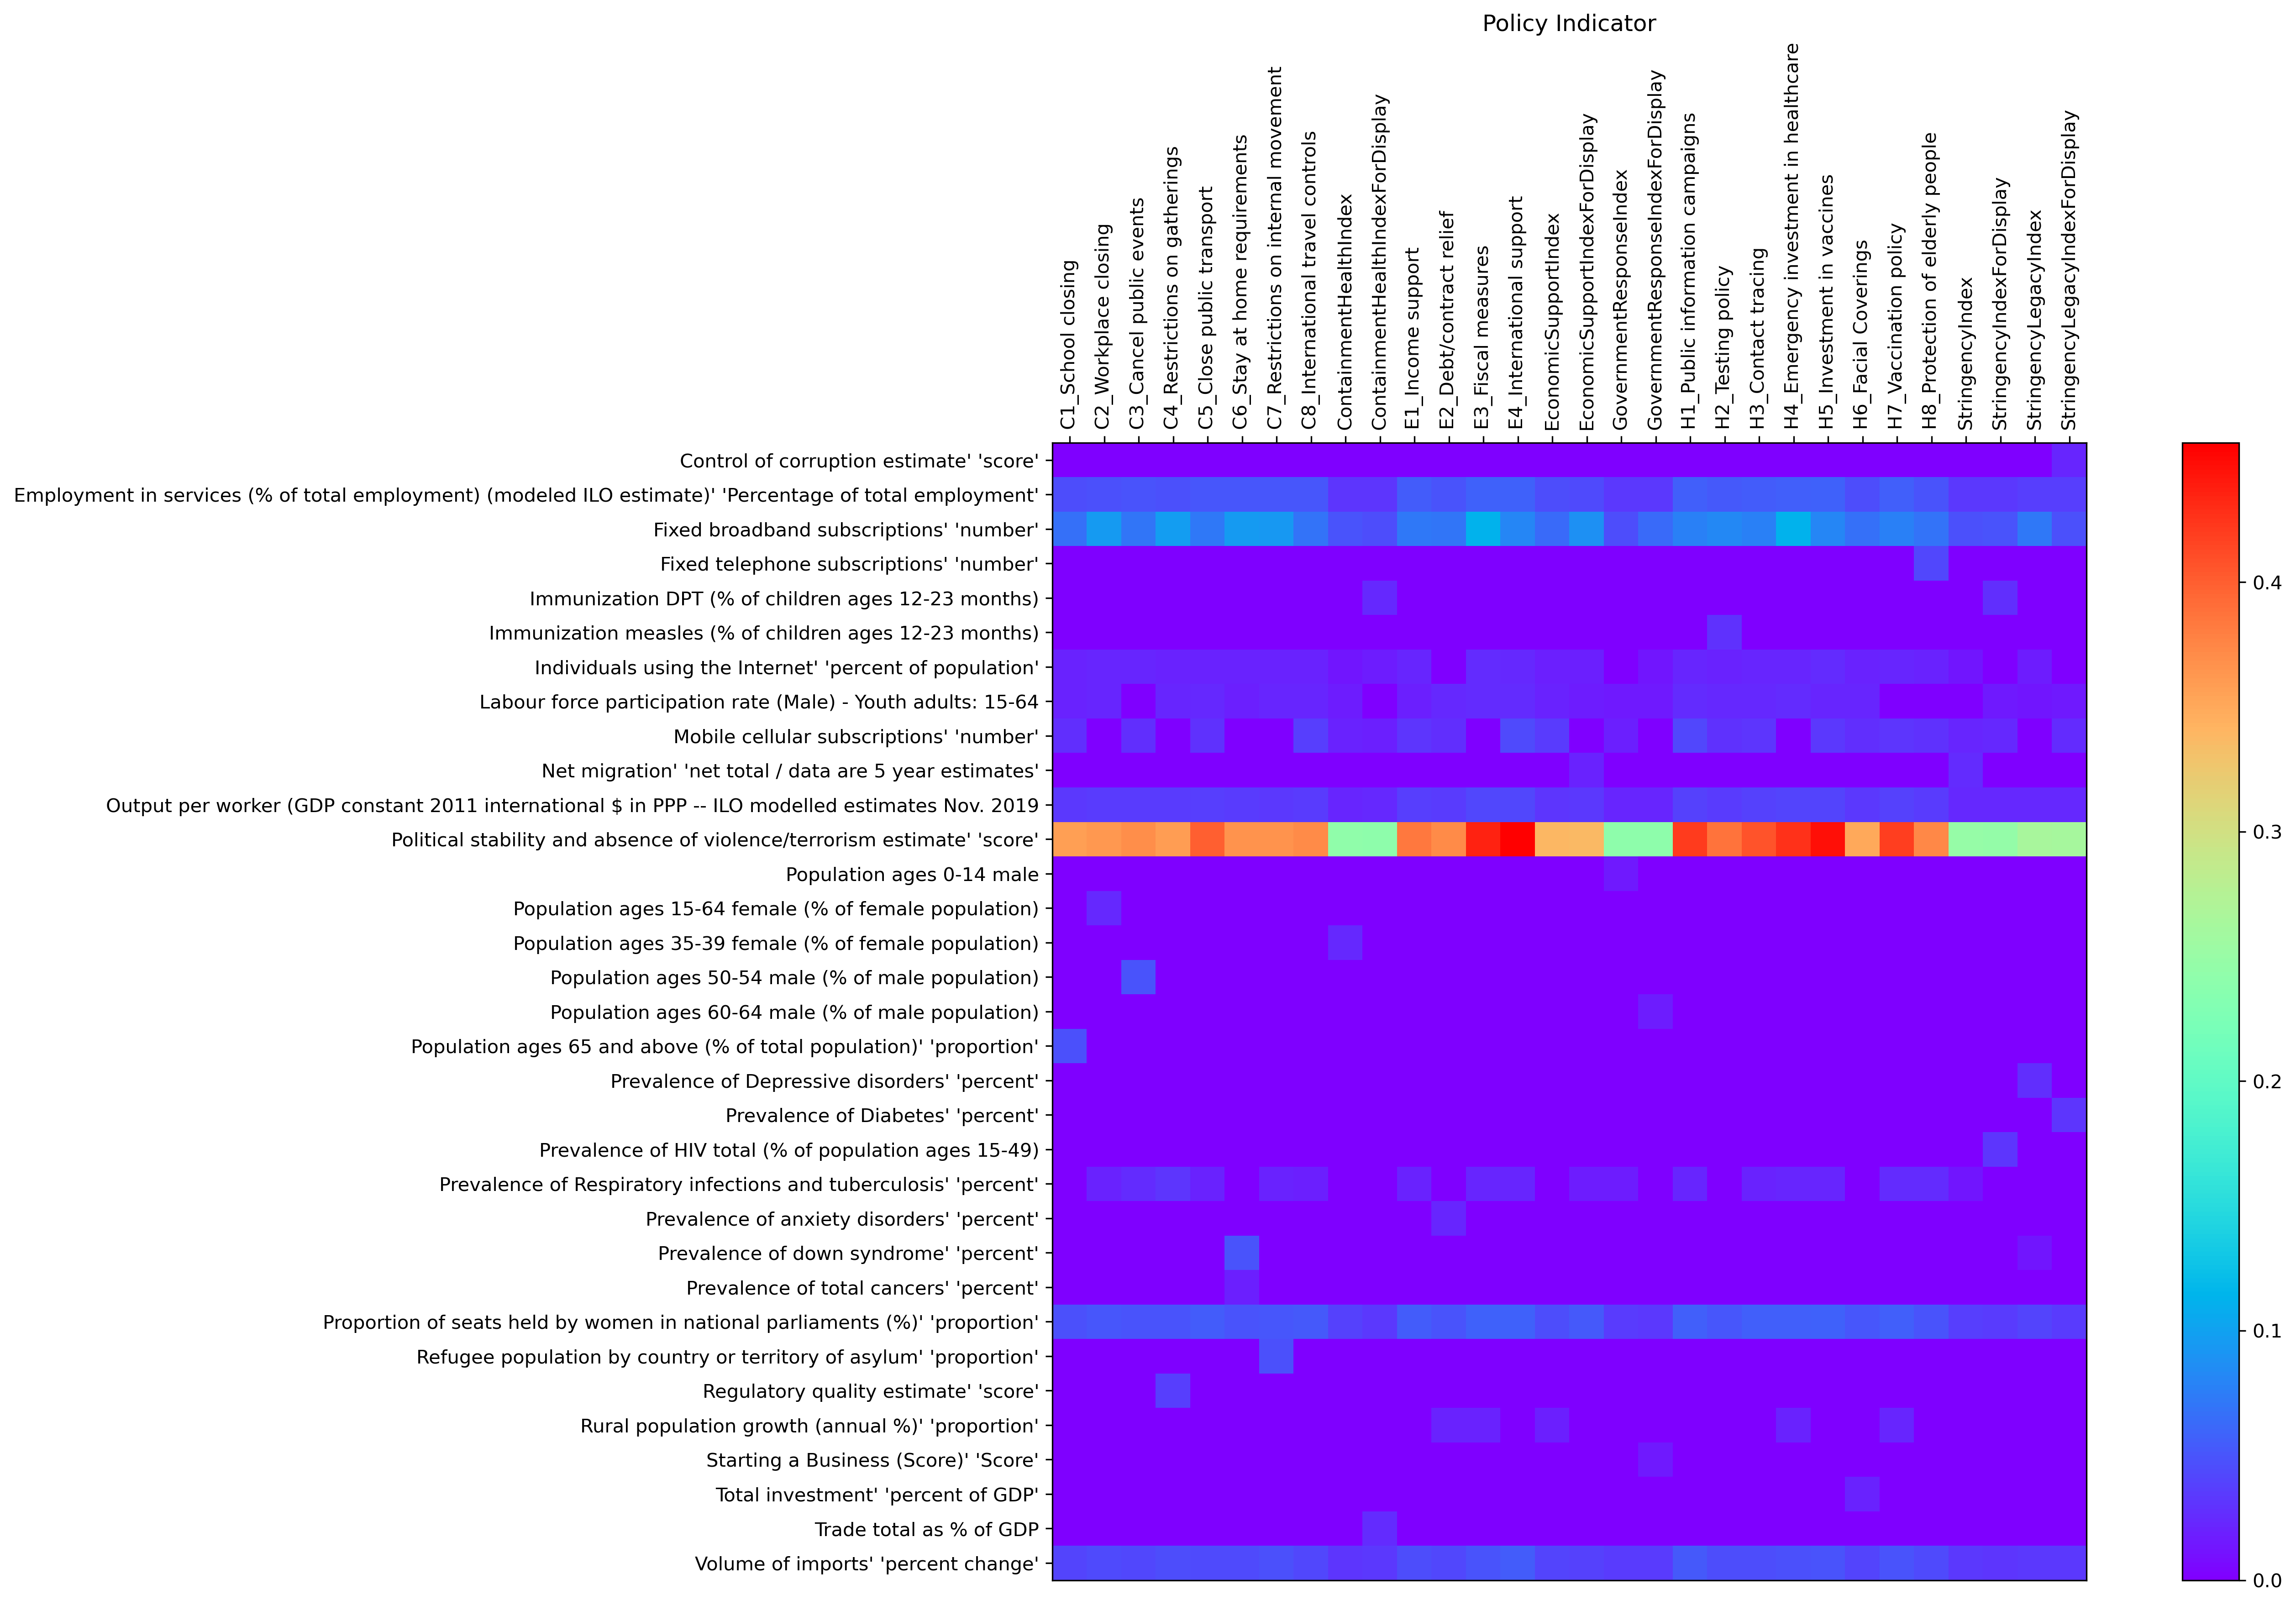 Policy Indicator
C1_School closing
C2_Workplace closing
C3_Cancel public events
C4_Restrictions on gatherings
C5_Close public transport
C6_Stay at home requirements
C7_Restrictions on internal movement
C8_International travel controls
ContainmentHealthIndex
ContainmentHealthIndexForDisplay
E1_Income support
E2_Debt/contract relief
E3_Fiscal measures
E4_International support
EconomicSupportIndex
EconomicSupportIndexForDisplay
GovernmentResponseIndex
GovernmentResponseIndexForDisplay
H1_Public information campaigns
H2_Testing policy
H3_Contact tracing
H4_Emergency investment in healthcare
H5_Investment in vaccines
H6_Facial Coverings
H7_Vaccination policy
H8_Protection of elderly people
StringencyIndex
StringencyIndexForDisplay
StringencyLegacyIndex
StringencyLegacyIndexForDisplay
Control of corruption estimate' 'score'
Employment in services (% of total employment) (modeled ILO estimate)' 'Percentage of total employment'
Fixed broadband subscriptions' 'number'
Fixed telephone subscriptions' 'number'
Immunization DPT (% of children ages 12-23 months)
Immunization measles (% of children ages 12-23 months)
Individuals using the Internet' 'percent of population'
Labour force participation rate (Male) - Youth adults: 15-64
Mobile cellular subscriptions' 'number'
Net migration' 'net total / data are 5 year estimates'
Output per worker (GDP constant 2011 international $ in PPP -- ILO modelled estimates Nov. 2019
Political stability and absence of violence/terrorism estimate' 'score'
Population ages 0-14 male
Population ages 15-64 female (% of female population)
Population ages 35-39 female (% of female population)
Population ages 50-54 male (% of male population)
Population ages 60-64 male (% of male population)
Population ages 65 and above (% of total population)' 'proportion'
Prevalence of Depressive disorders' 'percent'
Prevalence of Diabetes' 'percent'
Prevalence of HIV total (% of population ages 15-49)
Prevalence of Respiratory infections and tuberculosis' 'percent'
Prevalence of anxiety disorders' 'percent'
Prevalence of down syndrome' 'percent'
Prevalence of total cancers' 'percent'
Proportion of seats held by women in national parliaments (%)' 'proportion'
Refugee population by country or territory of asylum' 'proportion'
Regulatory quality estimate' 'score'
Rural population growth (annual %)' 'proportion'
Starting a Business (Score)' 'Score'
Total investment' 'percent of GDP'
Trade total as % of GDP
Volume of imports' 'percent change'
0.4
0.3
0.2
0.1
0.0